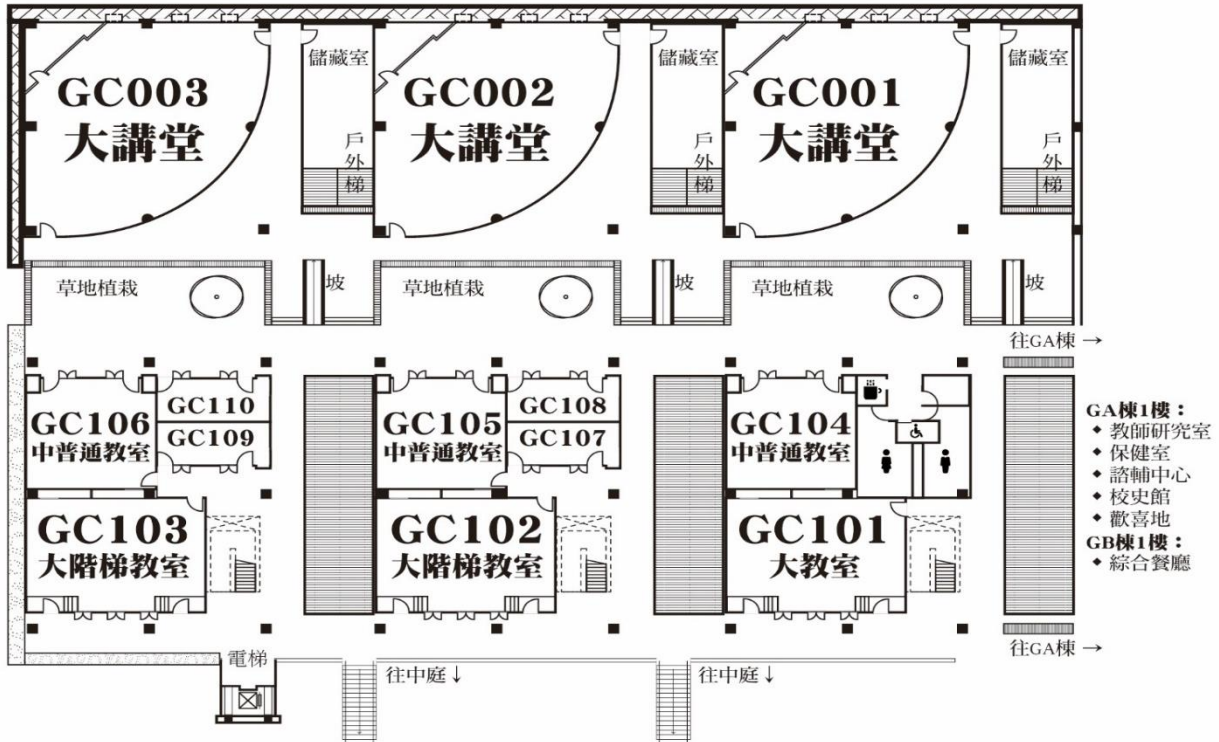 儲藏室
儲藏室
儲藏室
GC003
大講堂
GC002
大講堂
GC001
大講堂
戶外梯
戶外梯
戶外梯
草地植栽
坡
草地植栽
坡
草地植栽
坡
往GA棟 →
GC106
中普通教室
GC110
GC109
GC105
中普通教室
GC108
GC107
GC104
中普通教室
GC103
大階梯教室
GC102
大階梯教室
GC101
大教室
GA棟1樓：
◆ 教師研究室
◆ 保健室
◆ 諮輔中心
◆ 校史館
◆ 歡喜地
GB棟1樓：
◆ 綜合餐廳
往GA棟 →
電梯
往中庭↓
往中庭↓